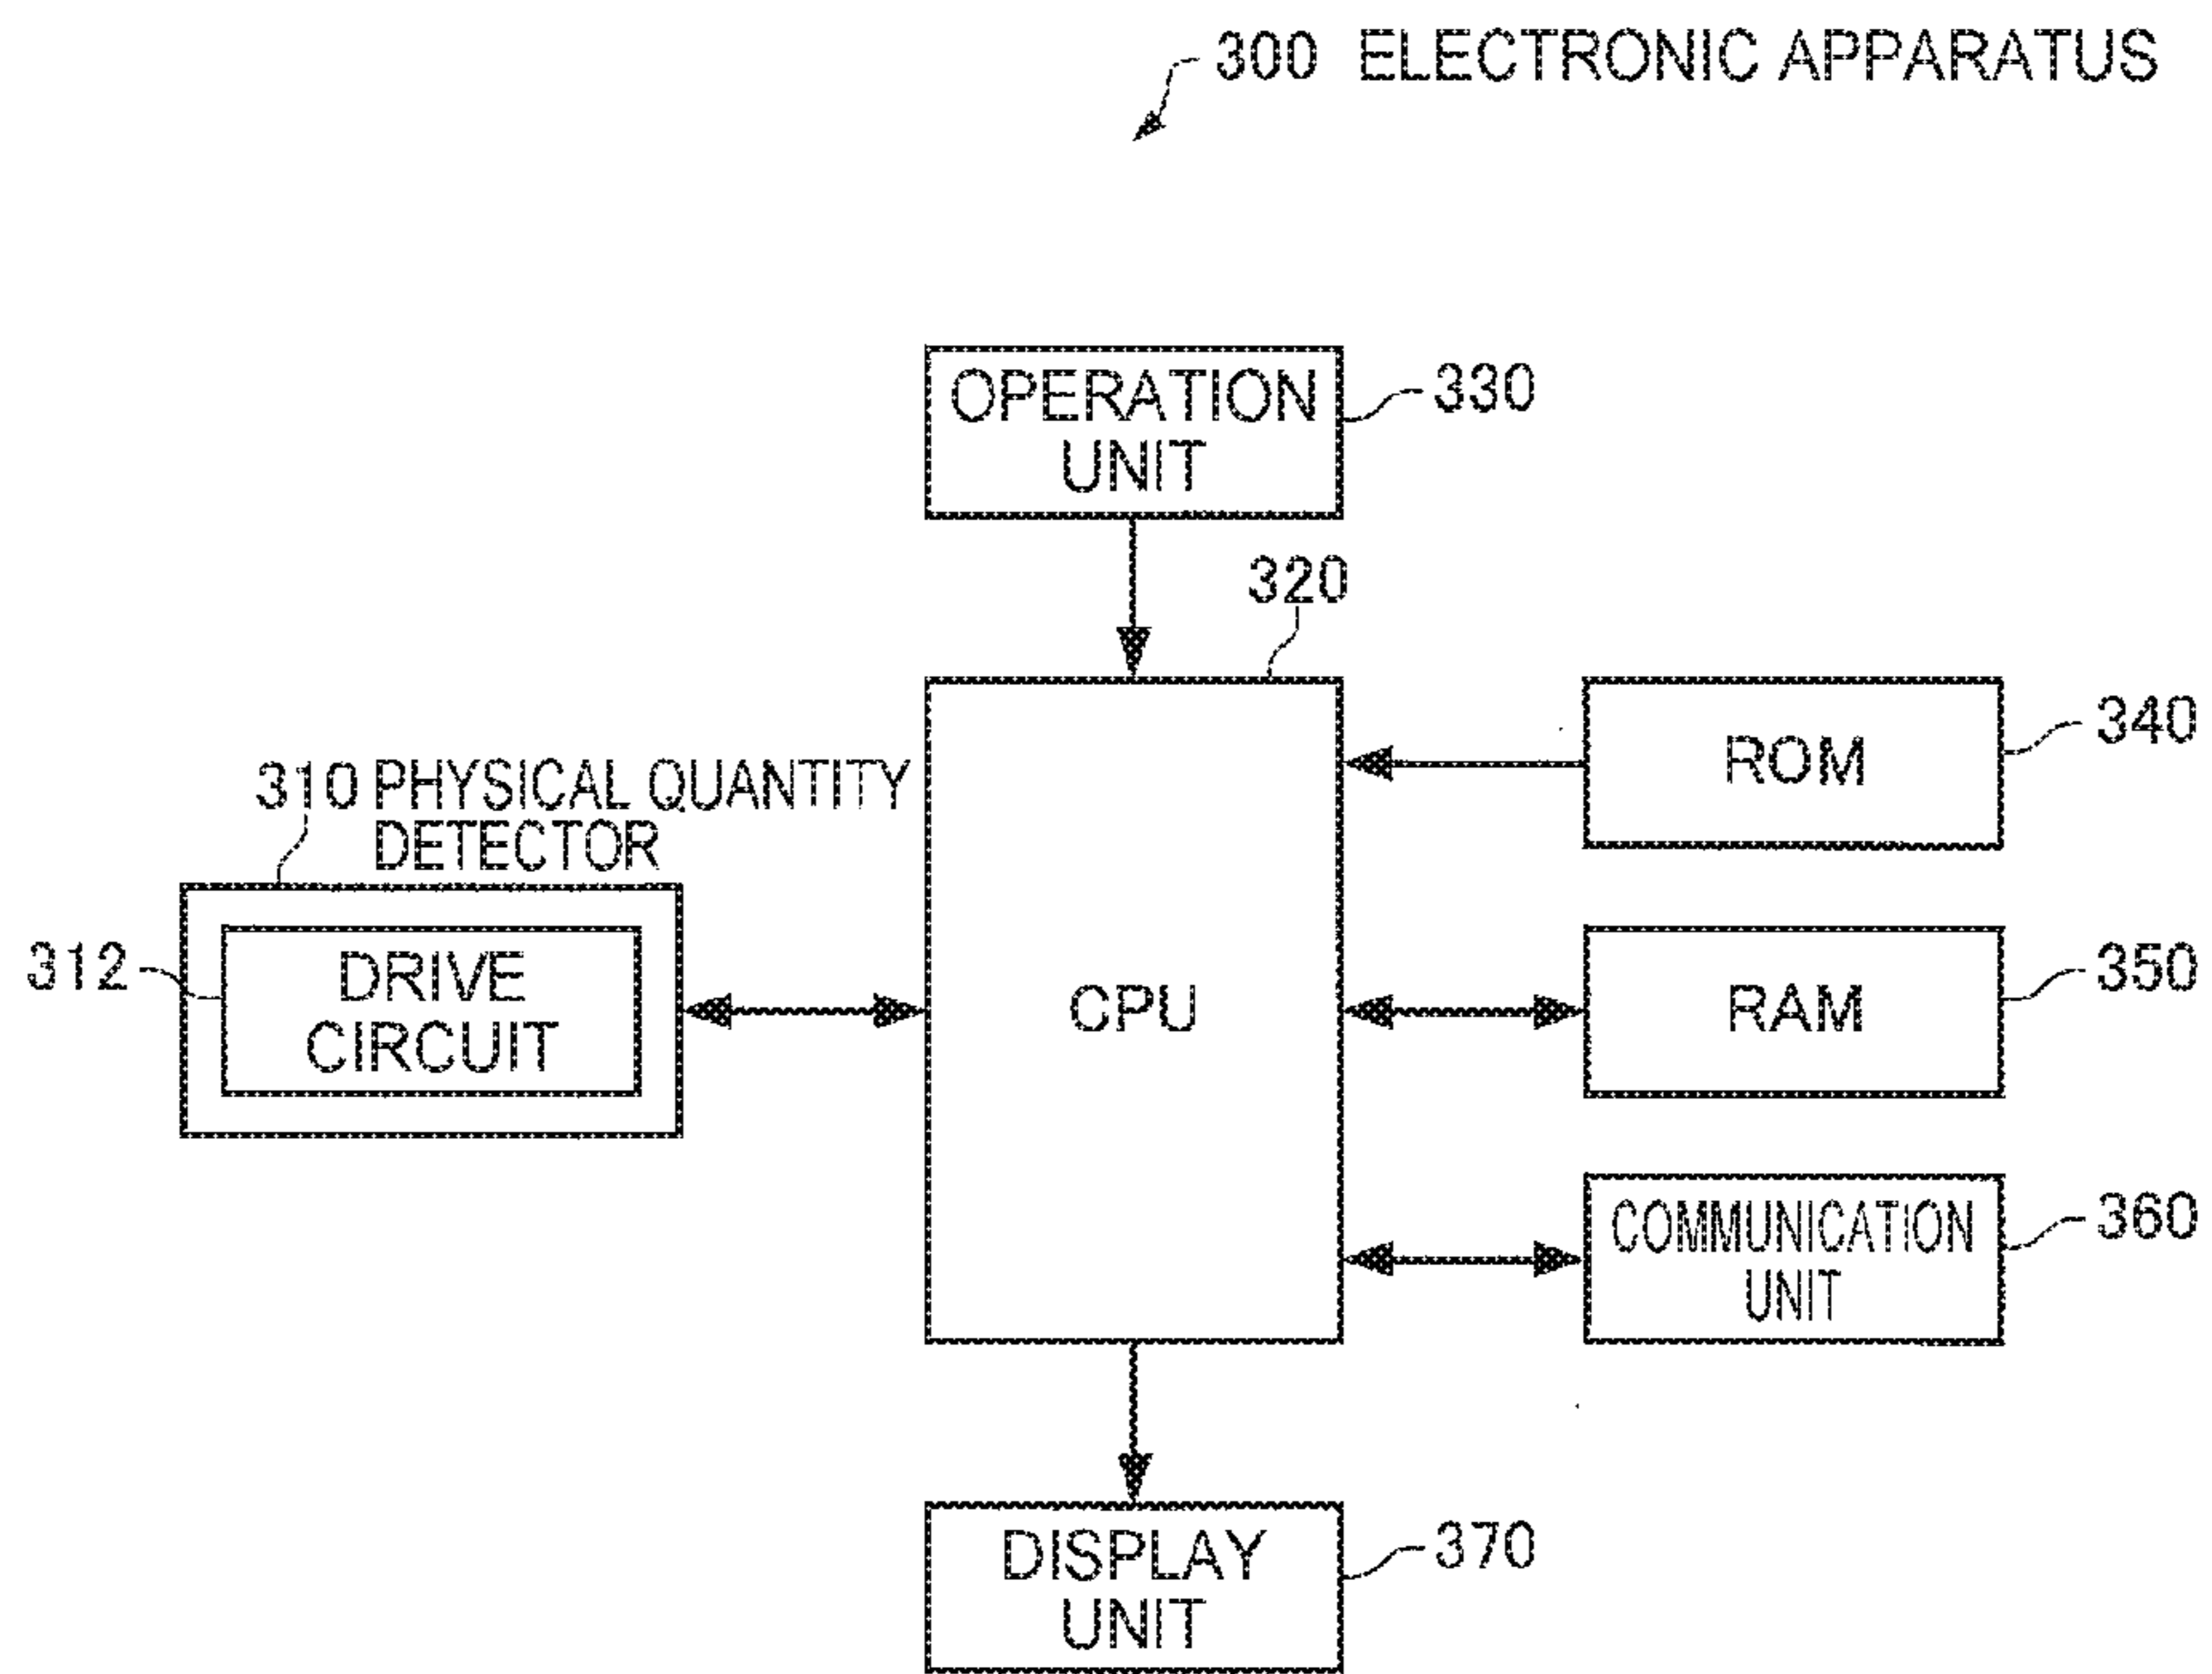 300 ELECTRONIC APPARATUS
OPERATION
UNIT
330
320
310 PHYSICAL QUANTITY
DETECTOR
312
DRIVE
CIRCUIT
CPU
ROM
340
RAM
350
COMMUNICATION
UNIT
360
DISPLAY
UNIT
370